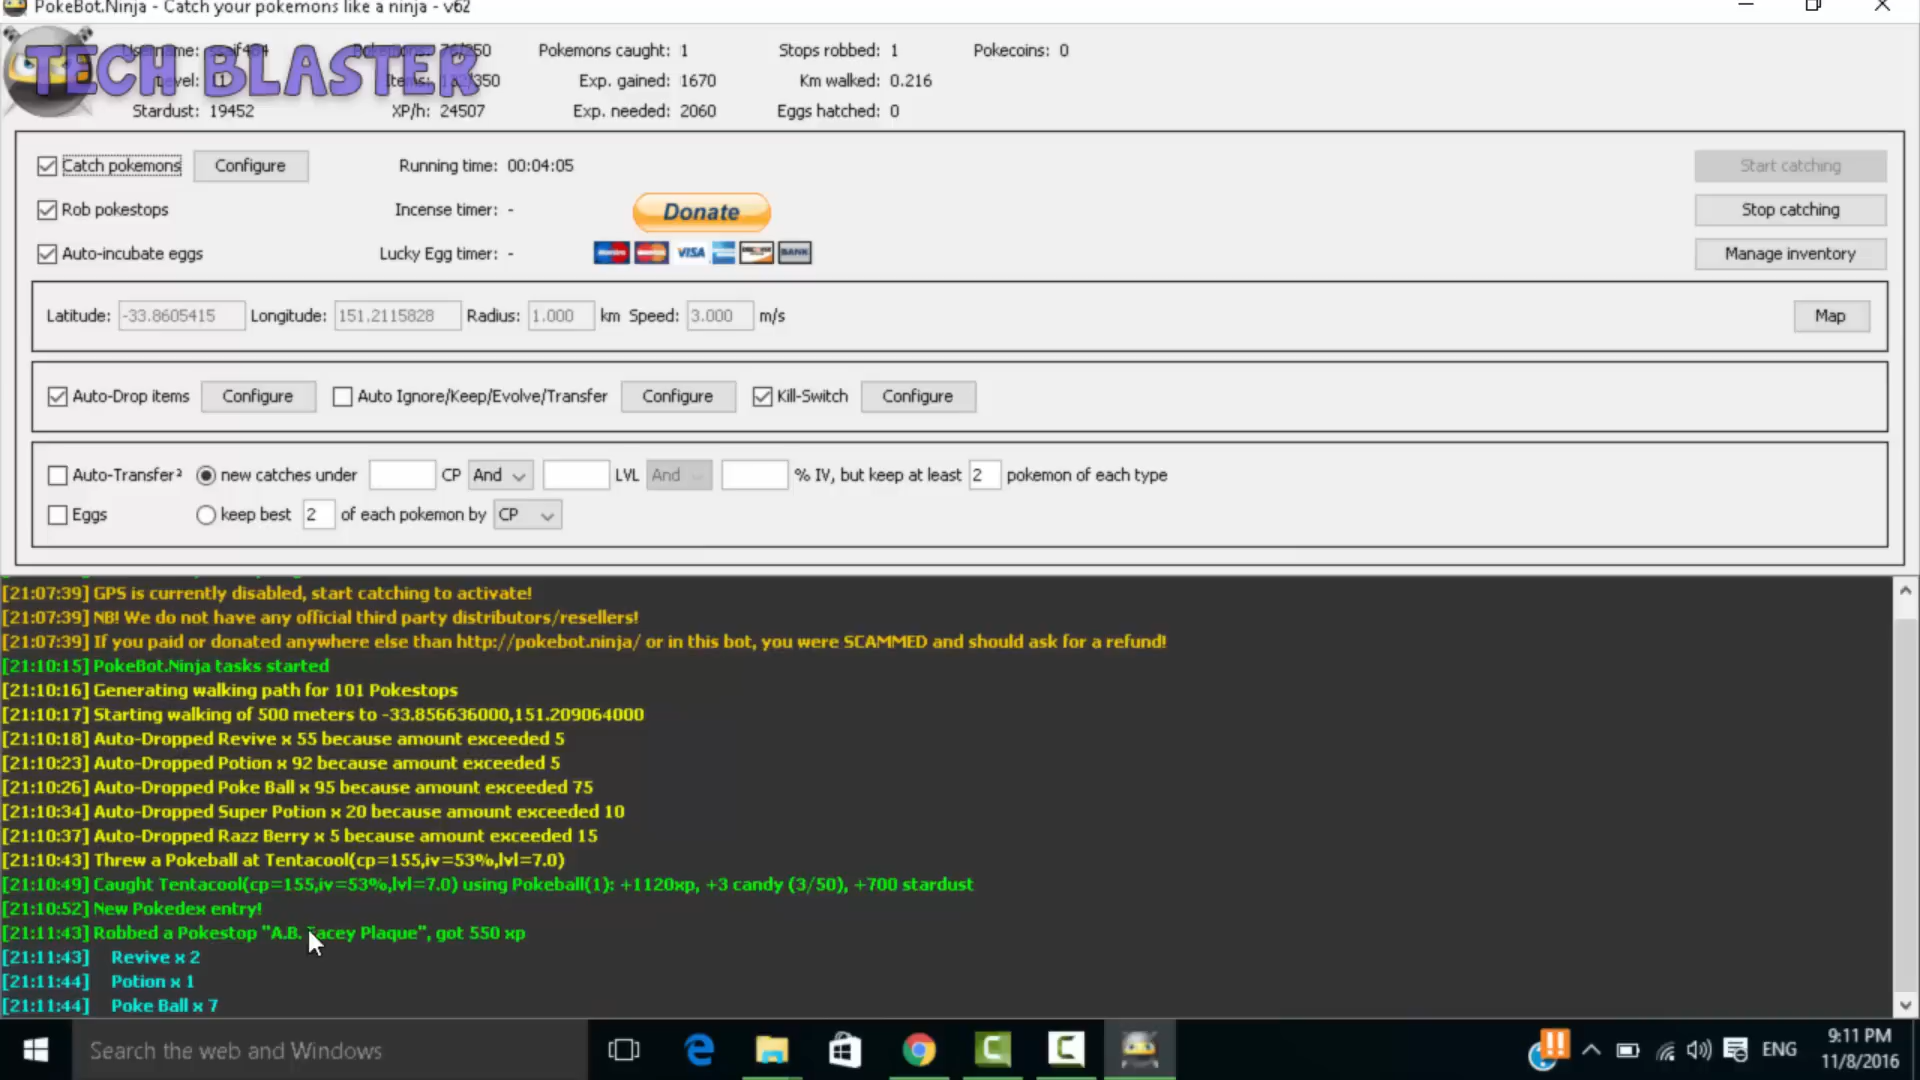 PokeBot.Ninja - Catch your pokemons like a ninja - v62
TECH BLASTER
Pokemons caught: 1 Stops robbed: 1 Pokecoins: 0
Level: 11 Exp. gained: 1670 Km walked: 0.216
Stardust: 19452 XP/h: 24507 Exp. needed: 2060 Eggs hatched: 0
Catch pokemons Configure Running time: 00:04:05 Start catching
Rob pokestops Incense timer: - Donate Stop catching
Auto-incubate eggs Lucky Egg timer: - VISA BANK Manage inventory
Latitude: -33.8605415 Longitude: 151.2115828 Radius: 1.000 km Speed: 3.000 m/s Map
Auto-Drop items Configure Auto Ignore/Keep/Evolve/Transfer Configure Kill-Switch Configure
Auto-Transfer² new catches under CP And LVL And % IV, but keep at least 2 pokemon of each type
Eggs keep best 2 of each pokemon by CP
[21:07:39] GPS is currently disabled, start catching to activate!
[21:07:39] NB! We do not have any official third party distributors/resellers!
[21:07:39] If you paid or donated anywhere else than http://pokebot.ninja/ or in this bot, you were SCAMMED and should ask for a refund!
[21:10:15] PokeBot.Ninja tasks started
[21:10:16] Generating walking path for 101 Pokestops
[21:10:17] Starting walking of 500 meters to -33.856636000,151.209064000
[21:10:18] Auto-Dropped Revive x 55 because amount exceeded 5
[21:10:23] Auto-Dropped Potion x 92 because amount exceeded 5
[21:10:26] Auto-Dropped Poke Ball x 95 because amount exceeded 75
[21:10:34] Auto-Dropped Super Potion x 20 because amount exceeded 10
[21:10:37] Auto-Dropped Razz Berry x 5 because amount exceeded 15
[21:10:43] Threw a Pokeball at Tentacool(cp=155,iv=53%,lvl=7.0)
[21:10:49] Caught Tentacool(cp=155,iv=53%,lvl=7.0) using Pokeball(1): +1120xp, +3 candy (3/50), +700 stardust
[21:10:52] New Pokedex entry!
[21:11:43] Robbed a Pokestop "A.B. Plaque", got 550 xp
[21:11:43] Revive x 2
[21:11:44] Potion x 1
[21:11:44] Poke Ball x 7
Search the web and Windows
ENG
9:11 PM
11/8/2016